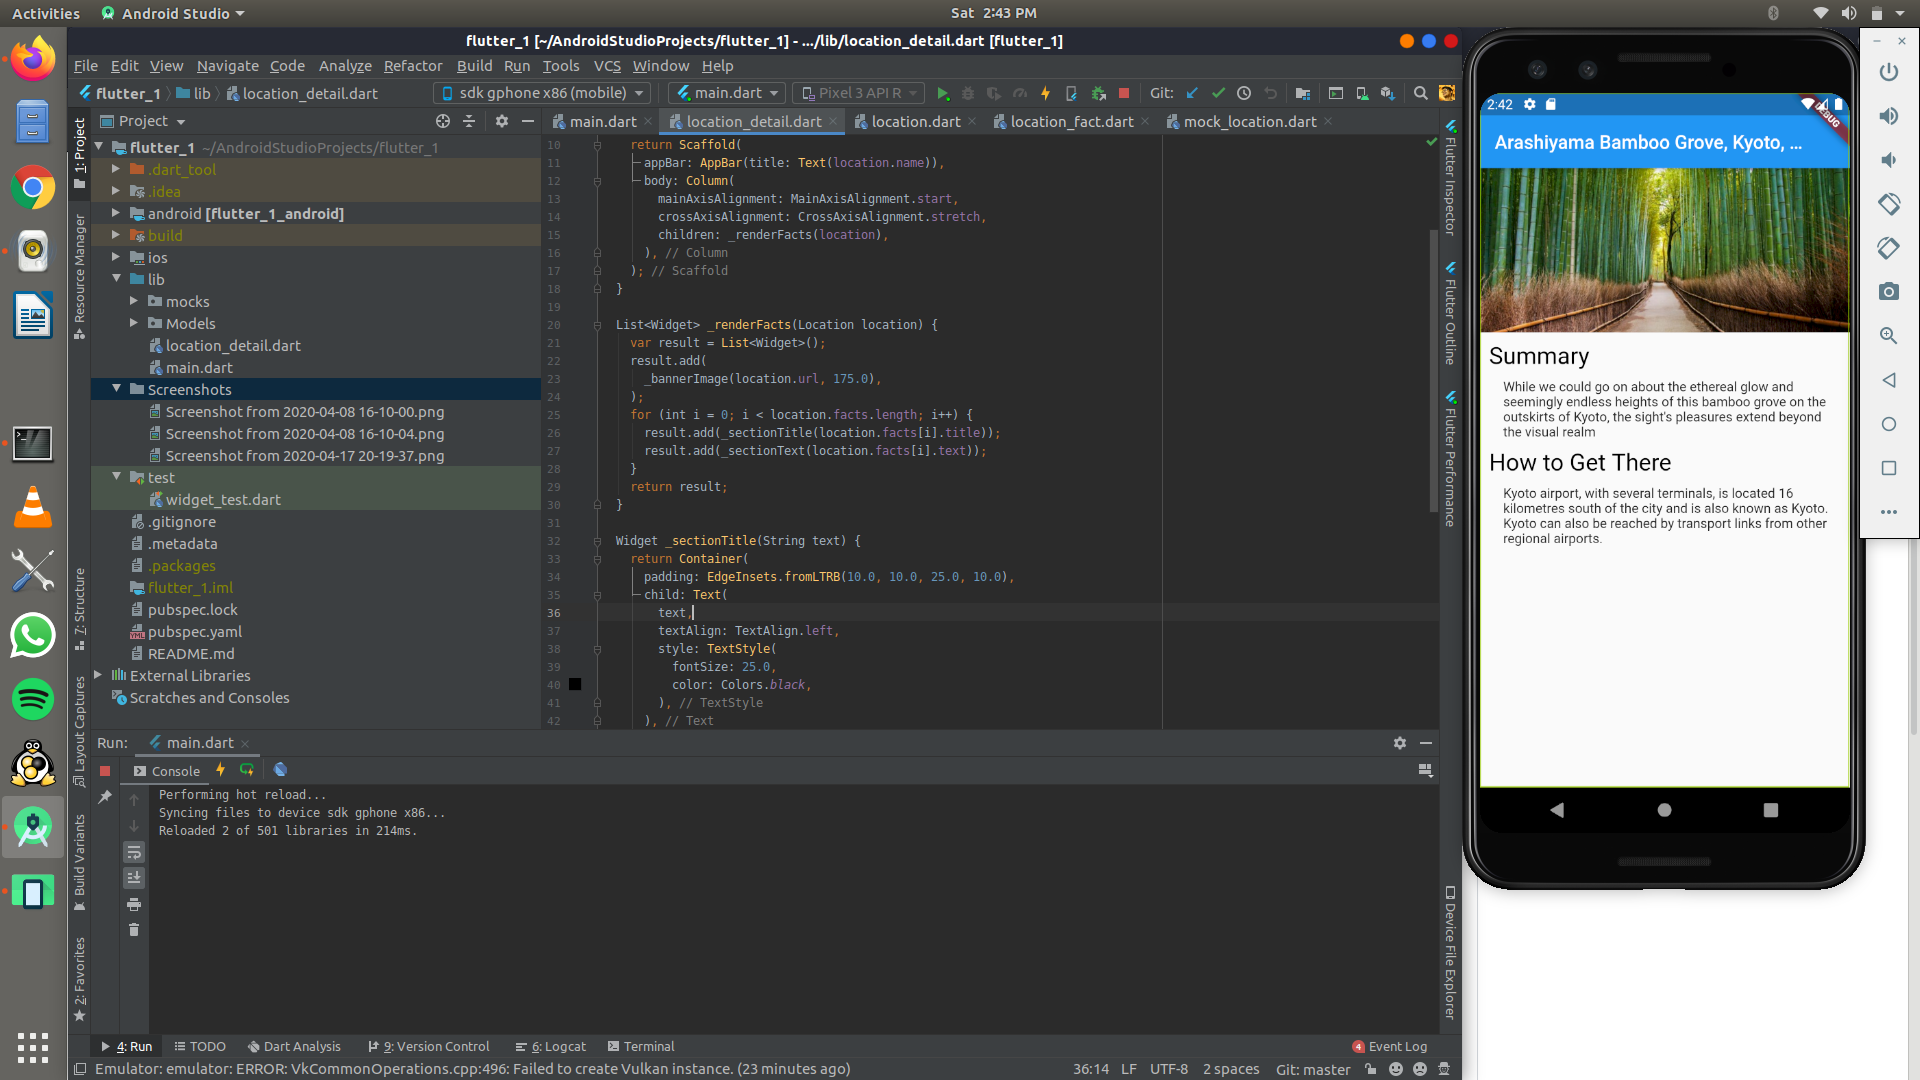 Activities
Android Studio
Sat 2:43 PM
flutter_1 [~/AndroidStudioProjects/flutter_1] - .../lib/location_detail.dart [flutter_1]
File Edit View Navigate Code Analyze Refactor Build Run Tools VCS Window Help
flutter_1 lib location_detail.dart
sdk gphone x86 (mobile)
main.dart
Pixel 3 API R
Git:
Project
main.dart
location_detail.dart
location.dart
location_fact.dart
mock_location.dart
1: Project
Resource Manager
7: Structure
Layout Captures
Build Variants
2: Favorites
flutter_1 ~/AndroidStudioProjects/flutter_1
.dart_tool
.idea
android [flutter_1_android]
build
ios
lib
mocks
Models
location_detail.dart
main.dart
Screenshots
Screenshot from 2020-04-08 16-10-00.png
Screenshot from 2020-04-08 16-10-04.png
Screenshot from 2020-04-17 20-19-37.png
test
widget_test.dart
.gitignore
.metadata
.packages
flutter_1.iml
pubspec.lock
pubspec.yaml
README.md
External Libraries
Scratches and Consoles
10 return Scaffold(
11 appBar: AppBar(title: Text(location.name)),
12 body: Column(
13 mainAxisAlignment: MainAxisAlignment.start,
14 crossAxisAlignment: CrossAxisAlignment.stretch,
15 children: _renderFacts(location),
16 ), // Column
17 ); // Scaffold
18 }
19
20 List<Widget> _renderFacts(Location location) {
21 var result = List<Widget>();
22 result.add(
23 _bannerImage(location.url, 175.0),
24 );
25 for (int i = 0; i < location.facts.length; i++) {
26 result.add(_sectionTitle(location.facts[i].title));
27 result.add(_sectionText(location.facts[i].text));
28 }
29 return result;
30 }
31
32 Widget _sectionTitle(String text) {
33 return Container(
34 padding: EdgeInsets.fromLTRB(10.0, 10.0, 25.0, 10.0),
35 child: Text(
36 text,
37 textAlign: TextAlign.left,
38 style: TextStyle(
39 fontSize: 25.0,
40 color: Colors.black,
41 ), // TextStyle
42 ), // Text
Flutter Inspector
Flutter Outline
Flutter Performance
Device File Explorer
Run: main.dart
Console
Performing hot reload...
Syncing files to device sdk gphone x86...
Reloaded 2 of 501 libraries in 214ms.
4: Run
TODO
Dart Analysis
9: Version Control
6: Logcat
Terminal
4 Event Log
Emulator: emulator: ERROR: VkCommonOperations.cpp:496: Failed to create Vulkan instance. (23 minutes ago)
36:14 LF UTF-8 2 spaces Git: master
2:42
DEBUG
Arashiyama Bamboo Grove, Kyoto, ...
Summary
While we could go on about the ethereal glow and
seemingly endless heights of this bamboo grove on the
outskirts of Kyoto, the sight's pleasures extend beyond
the visual realm
How to Get There
Kyoto airport, with several terminals, is located 16
kilometres south of the city and is also known as Kyoto.
Kyoto can also be reached by transport links from other
regional airports.